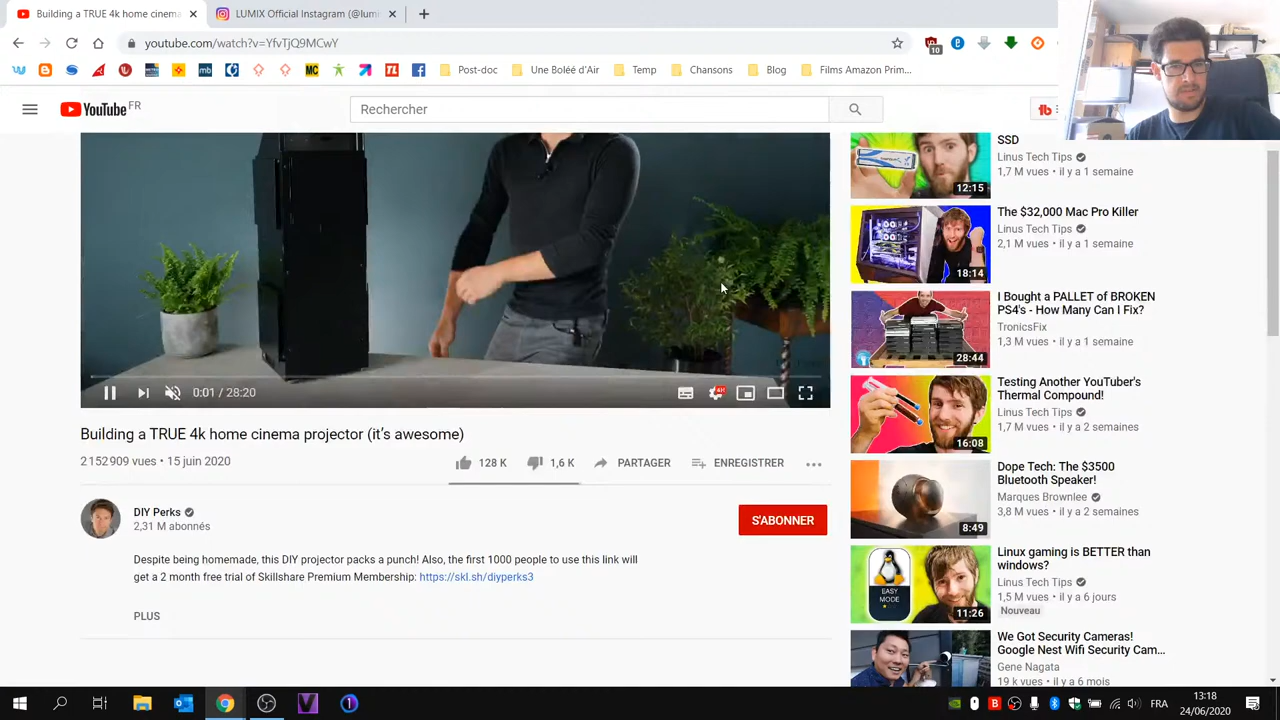 Building a TRUE 4k home cinema
LUMIX Official Instagram (@lumi
youtube.com/watch?v=YfvTjQ9MCwY
10
Post-doc
Une Boléé d'Air
Temp
Chansons
Blog
Films Amazon Prim...
YouTube FR
Rechercher
SSD
Linus Tech Tips
1,7 M vues • il y a 1 semaine
12:15
The $32,000 Mac Pro Killer
Linus Tech Tips
2,1 M vues • il y a 1 semaine
18:14
I Bought a PALLET of BROKEN
PS4's - How Many Can I Fix?
TronicsFix
1,3 M vues • il y a 1 semaine
28:44
Testing Another YouTuber's
Thermal Compound!
Linus Tech Tips
1,7 M vues • il y a 2 semaines
16:08
Dope Tech: The $3500
Bluetooth Speaker!
Marques Brownlee
3,8 M vues • il y a 2 semaines
8:49
Linux gaming is BETTER than
windows?
Linus Tech Tips
1,5 M vues • il y a 6 jours
Nouveau
EASY
MODE
11:26
We Got Security Cameras!
Google Nest Wifi Security Cam...
Gene Nagata
19 k vues • il y a 6 mois
0:01 / 28:20
4K
Building a TRUE 4k home cinema projector (it's awesome)
2 152 909 vues • 15 juin 2020
128 K
1,6 K
PARTAGER
ENREGISTRER
DIY Perks
2,31 M abonnés
S'ABONNER
Despite being homemade, this DIY projector packs a punch! Also, the first 1000 people to use this link will
get a 2 month free trial of Skillshare Premium Membership: https://skl.sh/diyperks3
PLUS
FRA
13:18
24/06/2020